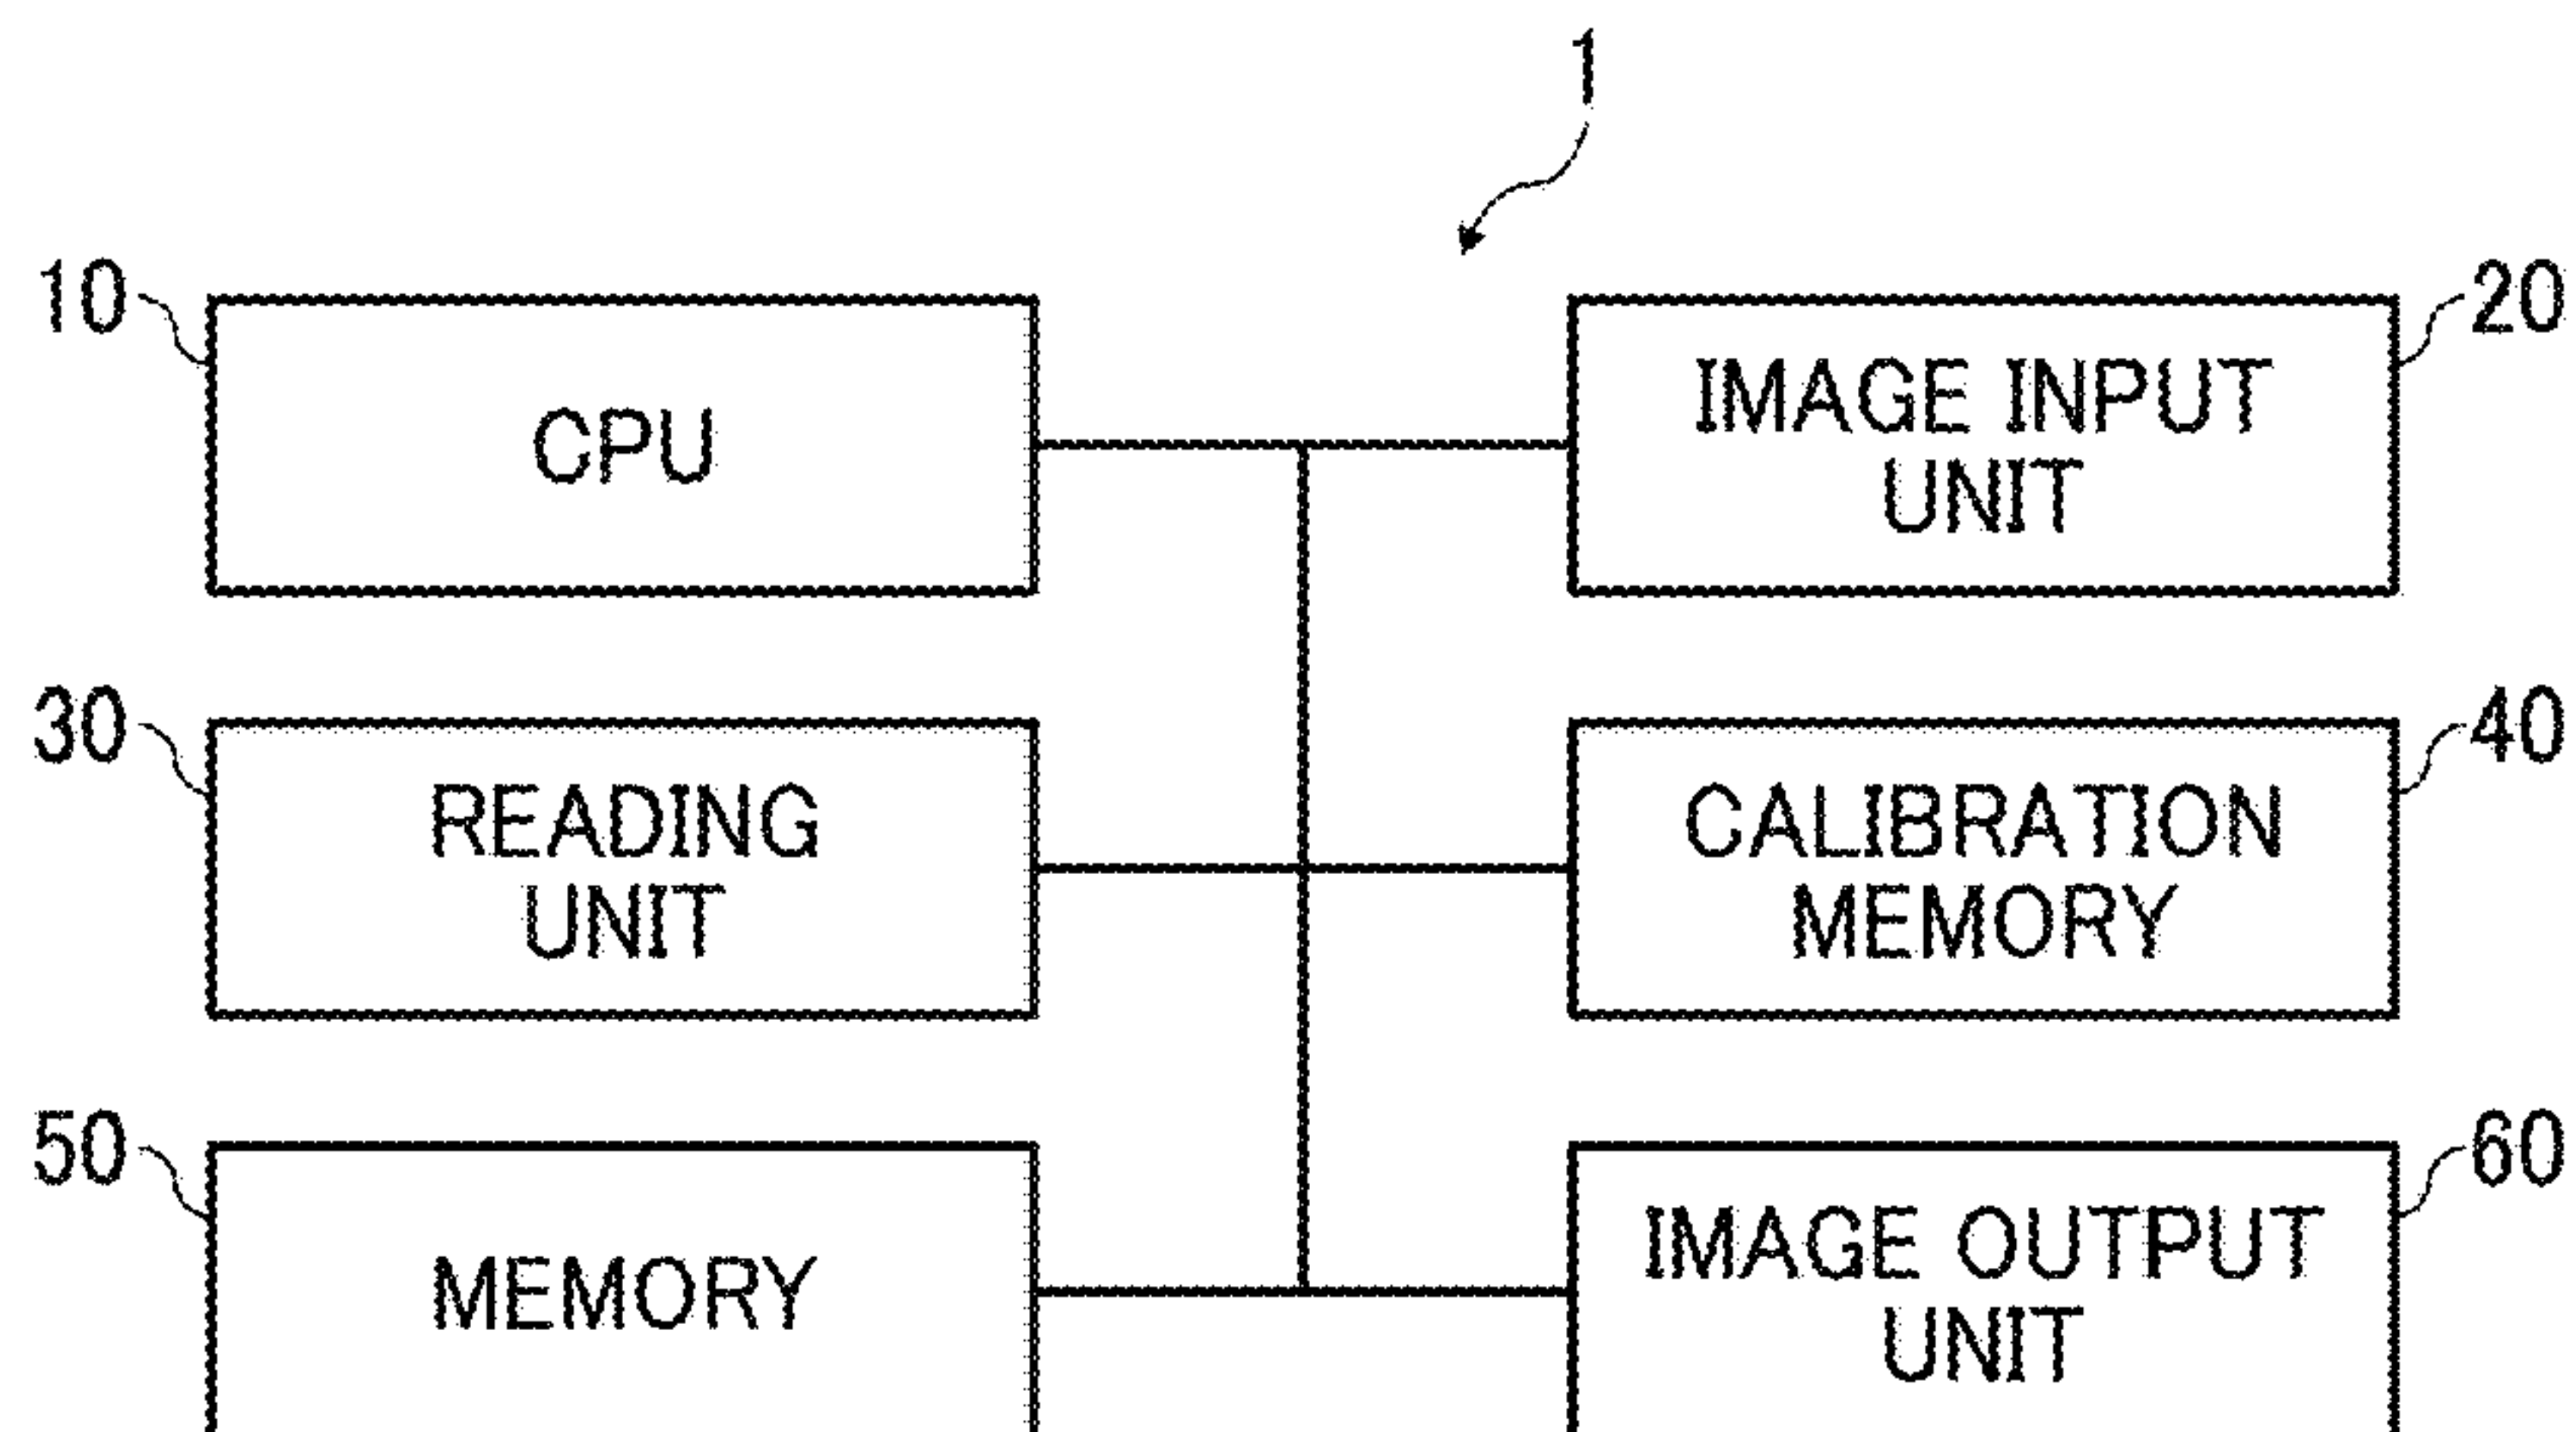 1
10
CPU
20
IMAGE INPUT
UNIT
30
READING
UNIT
40
CALIBRATION
MEMORY
50
MEMORY
60
IMAGE OUTPUT
UNIT